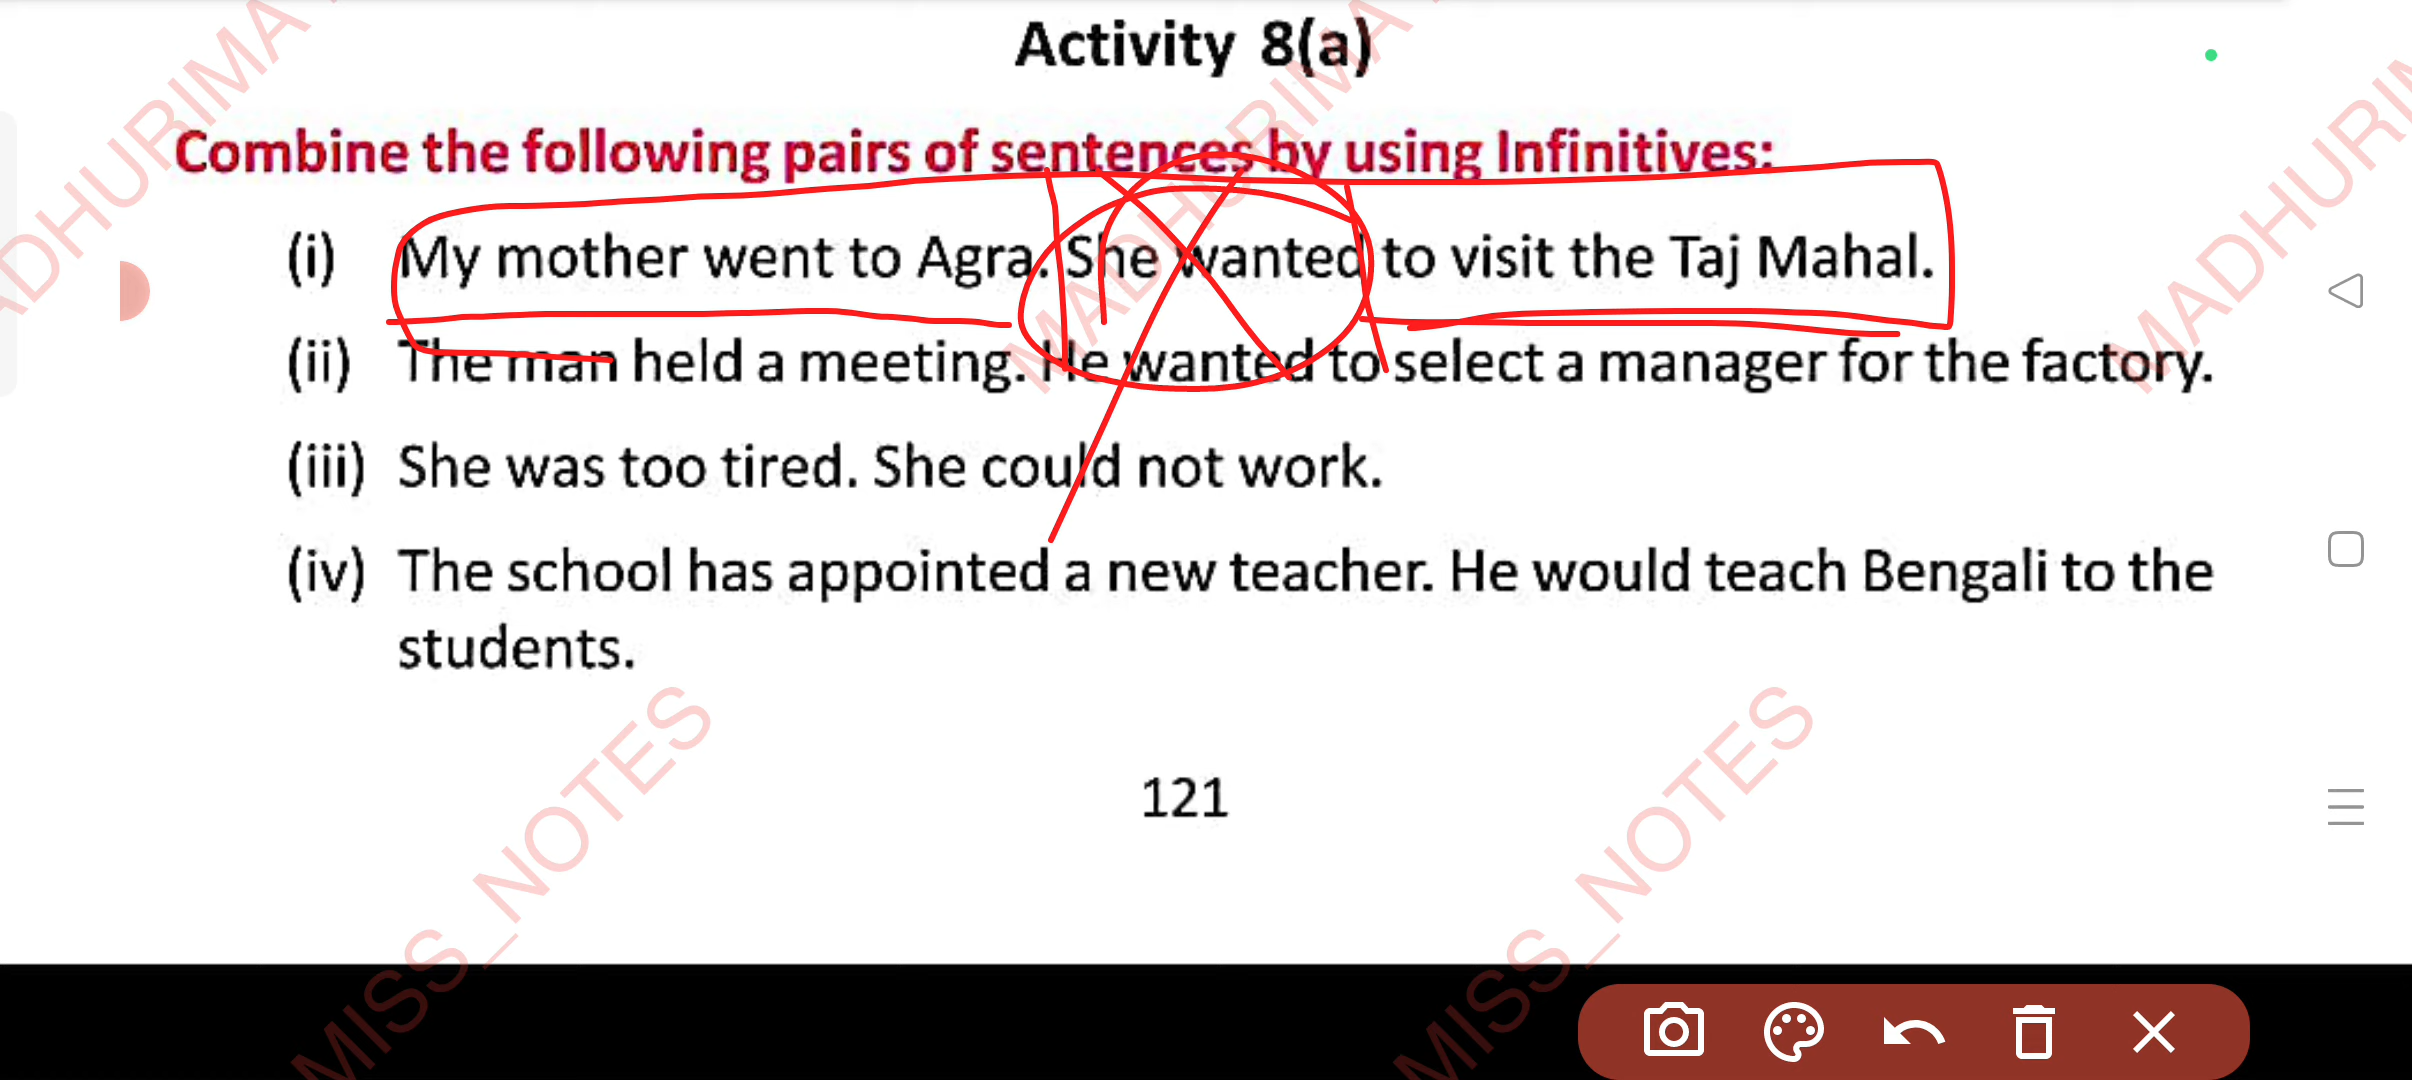 Activity 8(a)
Combine the following pairs of sentences by using Infinitives:
(i) My mother went to Agra. She wanted to visit the Taj Mahal.
(ii) The man held a meeting. He wanted to select a manager for the factory.
(iii) She was too tired. She could not work.
(iv) The school has appointed a new teacher. He would teach Bengali to the
students.
121
MADHURIMA
MADHURIMA
MADHURIM
MISS_NOTES
MISS_NOTES